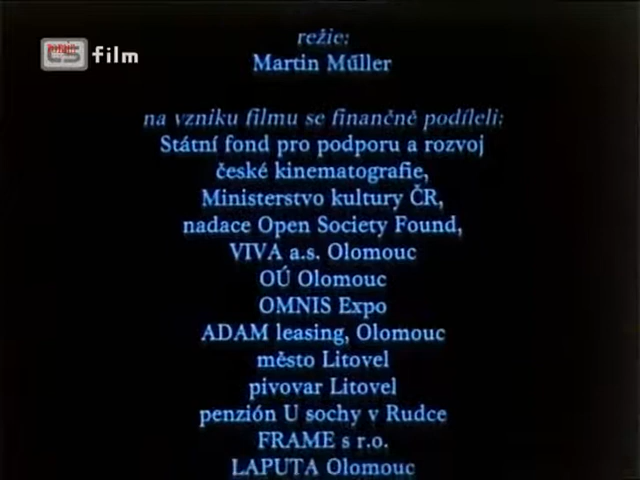 režie:
čs film
Martin Műller
na vzniku filmu se finančně podíleli:
Státní fond pro podporu a rozvoj
české kinematografie,
Ministerstvo kultury ČR,
nadace Open Society Found,
VIVA a.s. Olomouc
OÚ Olomouc
OMNIS Expo
ADAM leasing, Olomouc
město Litovel
pivovar Litovel
penzión U sochy v Rudce
FRAME s r.o.
LAPUTA Olomouc